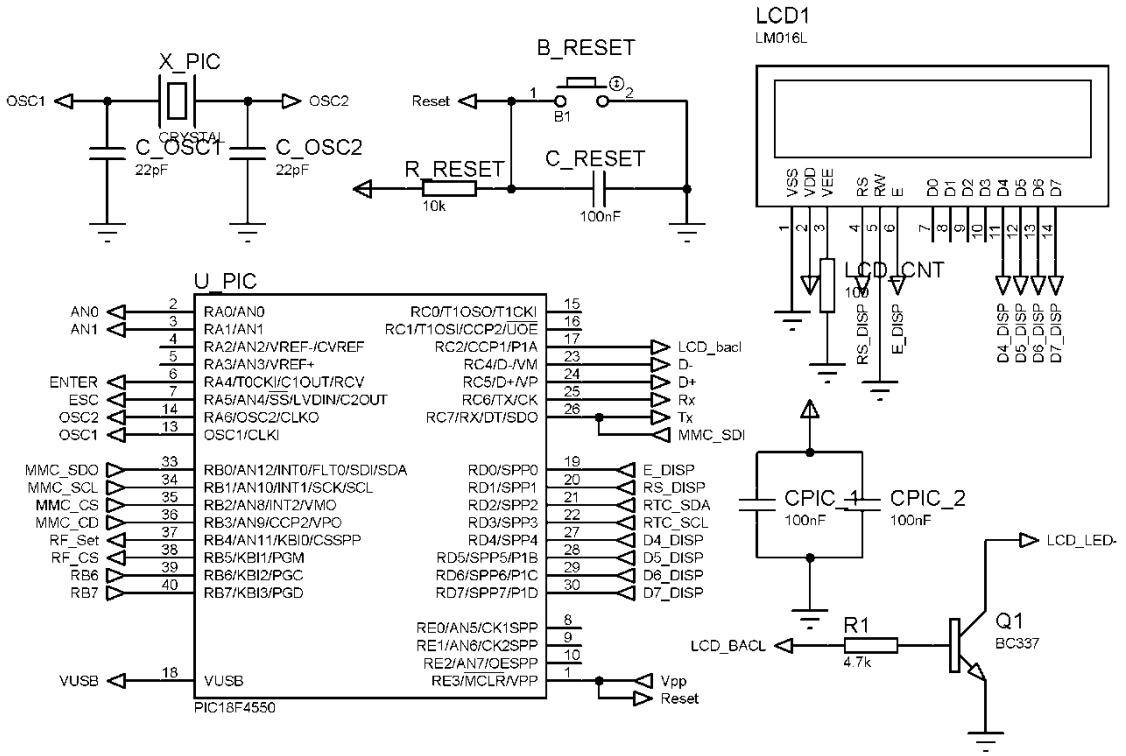 X_PIC
OSC1
OSC2
CRYSTAL
C_OSC1
22pF
C_OSC2
22pF
B_RESET
Reset
1
2
B1
R_RESET
10k
C_RESET
100nF
LCD1
LM016L
VSS
VDD
VEE
RS
RW
E
D0
D1
D2
D3
D4
D5
D6
D7
1
2
3
4
5
6
7
8
9
10
11
12
13
14
LCD_CNT
RS_DISP
E_DISP
D4_DISP
D5_DISP
D6_DISP
D7_DISP
U_PIC
AN0 2 RA0/AN0
AN1 3 RA1/AN1
4 RA2/AN2/VREF-/CVREF
5 RA3/AN3/VREF+
ENTER 6 RA4/T0CKI/C1OUT/RCV
ESC 7 RA5/AN4/SS/LVDIN/C2OUT
OSC2 14 RA6/OSC2/CLKO
OSC1 13 OSC1/CLKI
MMC_SDO 33 RB0/AN12/INT0/FLT0/SDI/SDA
MMC_SCL 34 RB1/AN10/INT1/SCK/SCL
MMC_CS 35 RB2/AN8/INT2/VMO
MMC_CD 36 RB3/AN9/CCP2/VPO
RF_Set 37 RB4/AN11/KBI0/CSSPP
RF_CS 38 RB5/KBI1/PGM
RB6 39 RB6/KBI2/PGC
RB7 40 RB7/KBI3/PGD
VUSB 18 VUSB
RC0/T1OSO/T1CKI 15
RC1/T1OSI/CCP2/UOE 16
RC2/CCP1/P1A 17 LCD_bacl
RC4/D-/VM 23 D-
RC5/D+/VP 24 D+
RC6/TX/CK 25 Rx
RC7/RX/DT/SDO 26 Tx
MMC_SDI
RD0/SPP0 19 E_DISP
RD1/SPP1 20 RS_DISP
RD2/SPP2 21 RTC_SDA
RD3/SPP3 22 RTC_SCL
RD4/SPP4 27 D4_DISP
RD5/SPP5/P1B 28 D5_DISP
RD6/SPP6/P1C 29 D6_DISP
RD7/SPP7/P1D 30 D7_DISP
RE0/AN5/CK1SPP 8
RE1/AN6/CK2SPP 9
RE2/AN7/OESPP 10
RE3/MCLR/VPP 1 Vpp
Reset
PIC18F4550
CPIC_1
100nF
CPIC_2
100nF
LCD_LED-
LCD_BACL
R1
4.7k
Q1
BC337